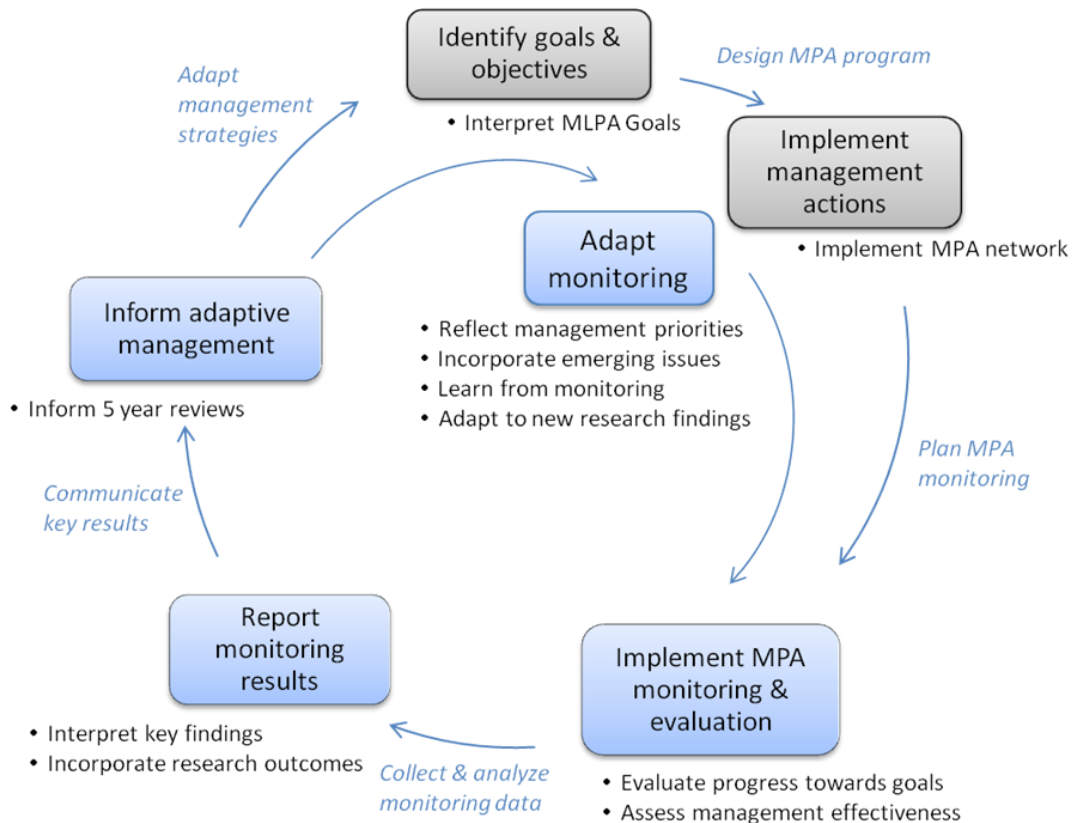 Identify goals &
objectives
• Interpret MLPA Goals
Design MPA program
Implement
management
actions
• Implement MPA network
Adapt
management
strategies
Adapt
monitoring
• Reflect management priorities
• Incorporate emerging issues
• Learn from monitoring
• Adapt to new research findings
Plan MPA
monitoring
Implement MPA
monitoring &
evaluation
• Evaluate progress towards goals
• Assess management effectiveness
Collect & analyze
monitoring data
Report
monitoring
results
• Interpret key findings
• Incorporate research outcomes
Communicate
key results
Inform adaptive
management
• Inform 5 year reviews